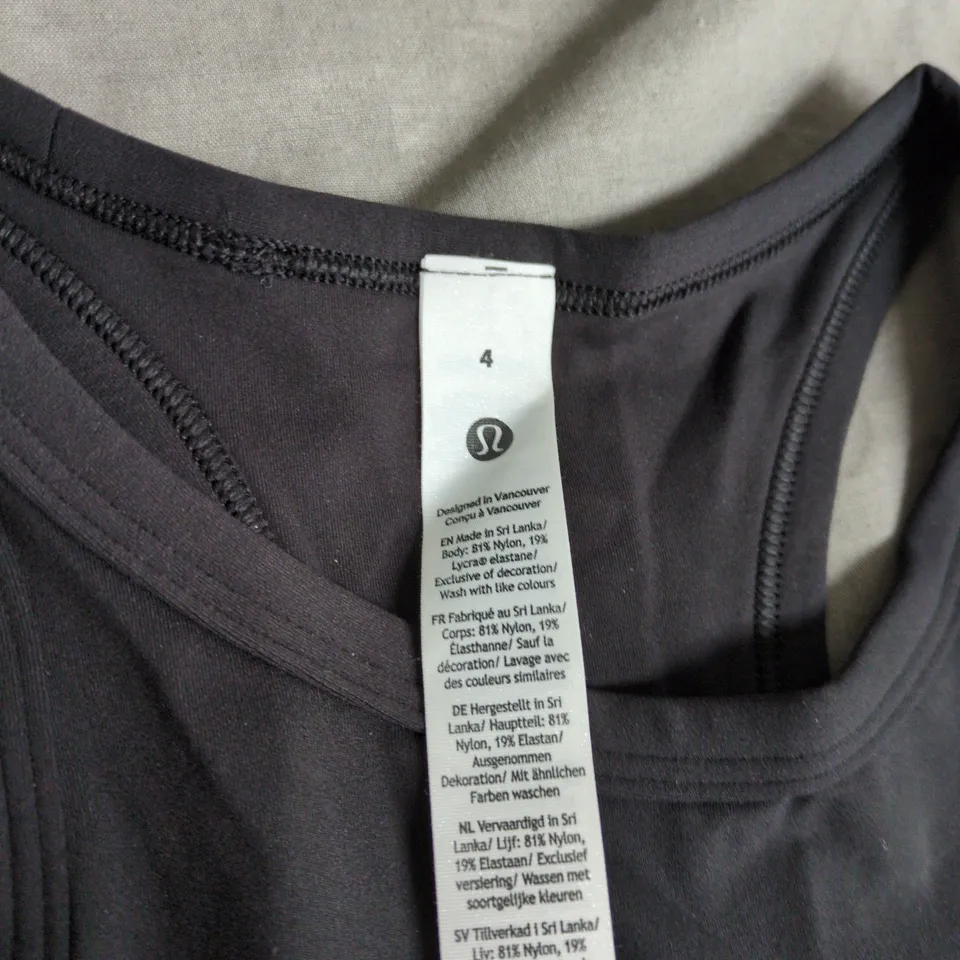 4
Designed in Vancouver
Conçu à Vancouver
EN Made in Sri Lanka/
Body: 81% Nylon, 19%
Lycra® elastane/
Exclusive of decoration/
Wash with like colours
FR Fabriqué au Sri Lanka/
Corps: 81% Nylon, 19%
Élasthanne/ Sauf la
décoration/ Lavage avec
des couleurs similaires
DE Hergestellt in Sri
Lanka/ Hauptteil: 81%
Nylon, 19% Elastan/
Ausgenommen
Dekoration/ Mit ähnlichen
Farben waschen
NL Vervaardigd in Sri
Lanka/ Lijf: 81% Nylon,
19% Elastaan/ Exclusief
versiering/ Wassen met
soortgelijke kleuren
SV Tillverkad i Sri Lanka/
Liv: 81% Nylon, 19%